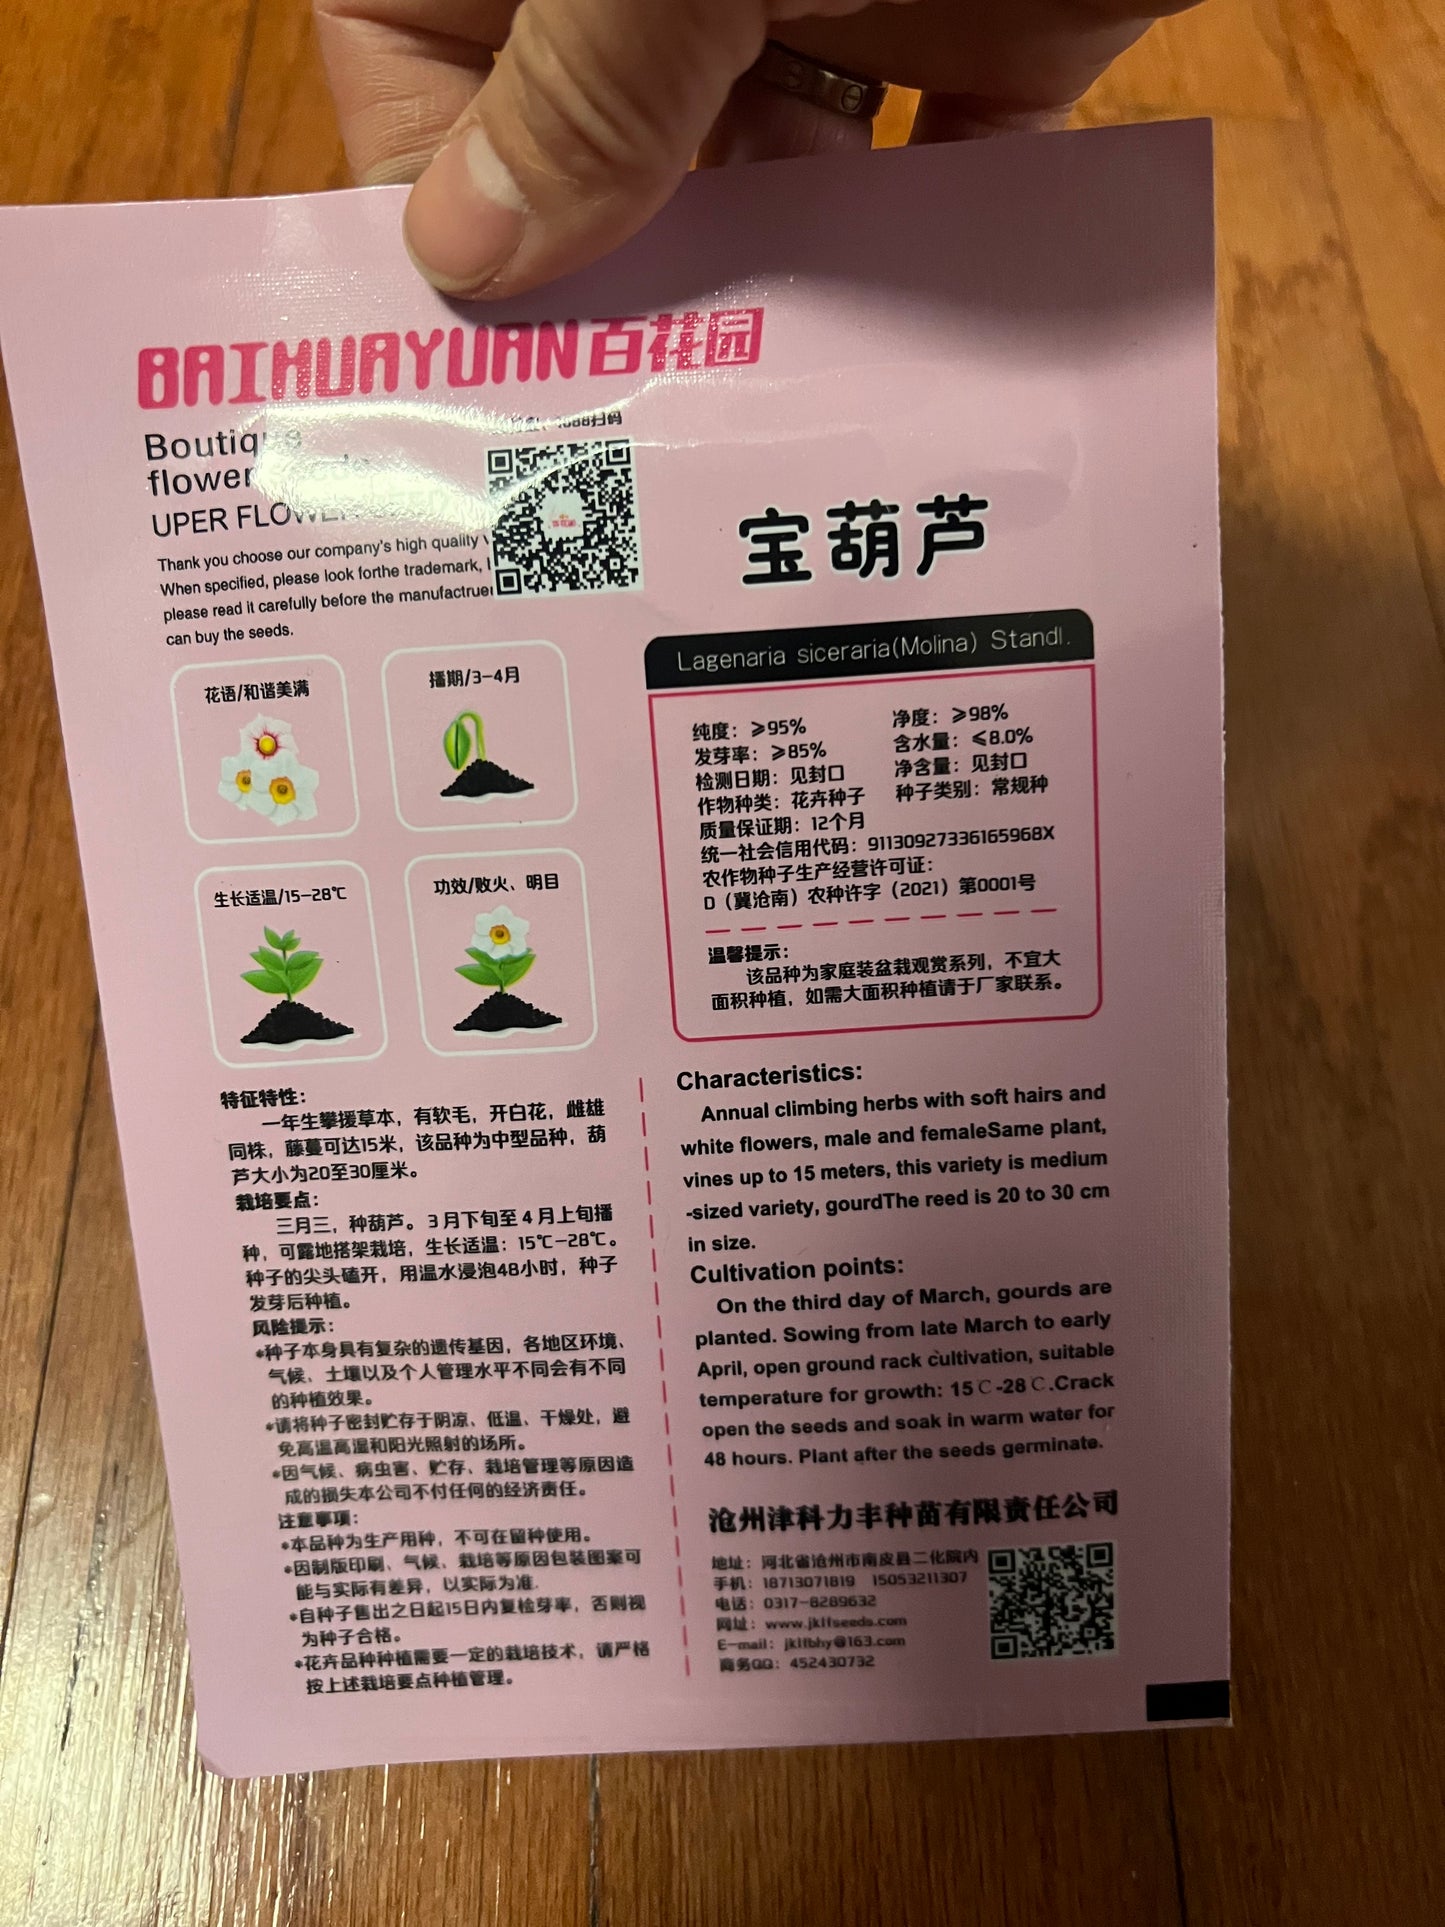 BAIHUAYUAN百花园
Boutique
flower
UPER FLOWER SEED
1688扫码
Thank you choose our company's high quality
When specified, please look forthe trademark,
please read it carefully before the manufactruer
can buy the seeds.
宝葫芦
Lagenaria siceraria(Molina) Standl.
花语/和谐美满
播期/3-4月
生长适温/15-28℃
功效/败火、明目
纯度：≥95% 净度：≥98%
发芽率：≥85% 含水量：≤8.0%
检测日期：见封口 净含量：见封口
作物种类：花卉种子 种子类别：常规种
质量保证期：12个月
统一社会信用代码：91130927336165968X
农作物种子生产经营许可证：
D（冀沧南）农种许字（2021）第0001号
温馨提示：
该品种为家庭装盆栽观赏系列，不宜大
面积种植，如需大面积种植请于厂家联系。
特征特性：
一年生攀援草本，有软毛，开白花，雌雄
同株，藤蔓可达15米，该品种为中型品种，葫
芦大小为20至30厘米。
栽培要点：
三月三，种葫芦。3月下旬至4月上旬播
种，可露地搭架栽培，生长适温：15℃-28℃。
种子的尖头磕开，用温水浸泡48小时，种子
发芽后种植。
风险提示：
*种子本身具有复杂的遗传基因，各地区环境、
气候、土壤以及个人管理水平不同会有不同
的种植效果。
*请将种子密封贮存于阴凉、低温、干燥处，避
免高温高湿和阳光照射的场所。
*因气候、病虫害、贮存、栽培管理等原因造
成的损失本公司不付任何的经济责任。
注意事项：
*本品种为生产用种，不可在留种使用。
*因制版印刷、气候、栽培等原因包装图案可
能与实际有差异，以实际为准.
*自种子售出之日起15日内复检芽率，否则视
为种子合格。
*花卉品种种植需要一定的栽培技术，请严格
按上述栽培要点种植管理。
Characteristics:
Annual climbing herbs with soft hairs and
white flowers, male and femaleSame plant,
vines up to 15 meters, this variety is medium
-sized variety, gourdThe reed is 20 to 30 cm
in size.
Cultivation points:
On the third day of March, gourds are
planted. Sowing from late March to early
April, open ground rack cultivation, suitable
temperature for growth: 15℃-28℃.Crack
open the seeds and soak in warm water for
48 hours. Plant after the seeds germinate.
沧州津科力丰种苗有限责任公司
地址：河北省沧州市南皮县二化院内
手机：18713071819 15053211307
电话：0317-8289632
网址：www.jklfseeds.com
E-mail：jklfbhy@163.com
商务QQ：452430732